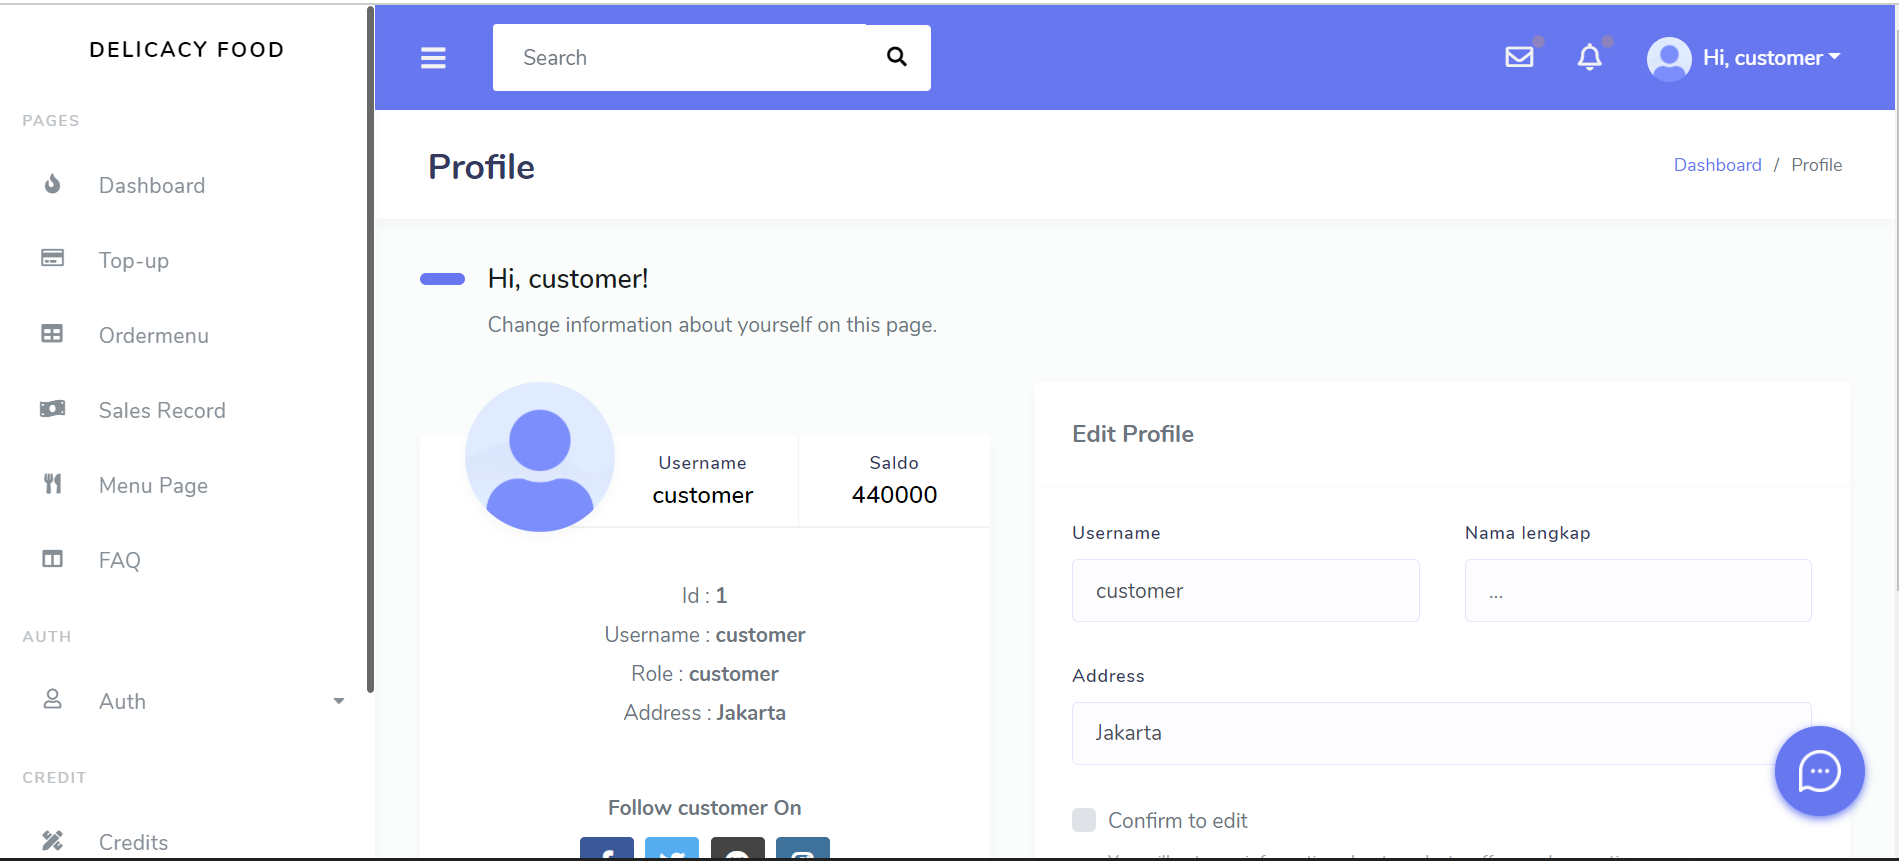 DELICACY FOOD
PAGES
Dashboard
Top-up
Ordermenu
Sales Record
Menu Page
FAQ
AUTH
Auth
CREDIT
Credits
Search
Hi, customer
Profile
Dashboard / Profile
Hi, customer!
Change information about yourself on this page.
Username
customer
Saldo
440000
Id : 1
Username : customer
Role : customer
Address : Jakarta
Follow customer On
Edit Profile
Username
customer
Nama lengkap
...
Address
Jakarta
Confirm to edit